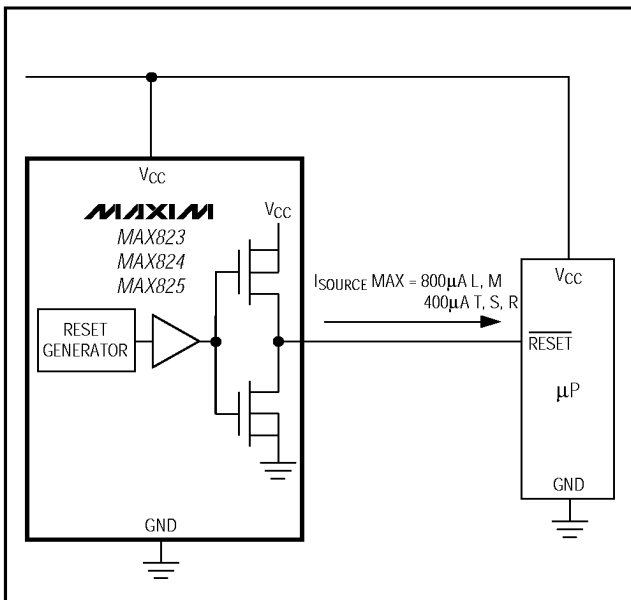 VCC
MAXIM
MAX823
MAX824
MAX825
VCC
RESET
GENERATOR
ISOURCE MAX = 800µA L, M
400µA T, S, R
VCC
RESET
µP
GND
GND